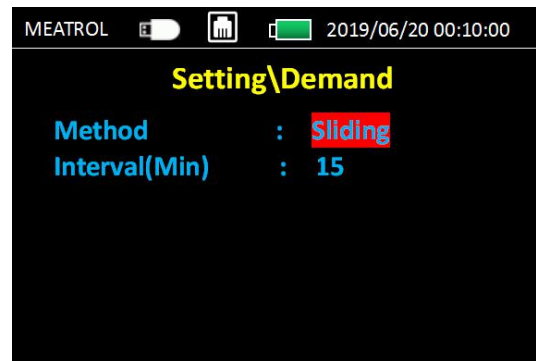 MEATROL 2019/06/20 00:10:00
Setting\Demand
Method : Sliding
Interval(Min) : 15